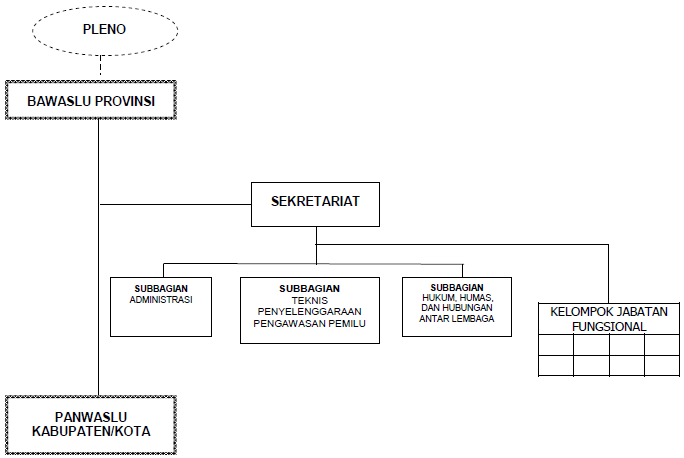 PLENO
BAWASLU PROVINSI
SEKRETARIAT
SUBBAGIAN
ADMINISTRASI
SUBBAGIAN
TEKNIS
PENYELENGGARAAN
PENGAWASAN PEMILU
SUBBAGIAN
HUKUM, HUMAS,
DAN HUBUNGAN
ANTAR LEMBAGA
KELOMPOK JABATAN
FUNGSIONAL
PANWASLU
KABUPATEN/KOTA